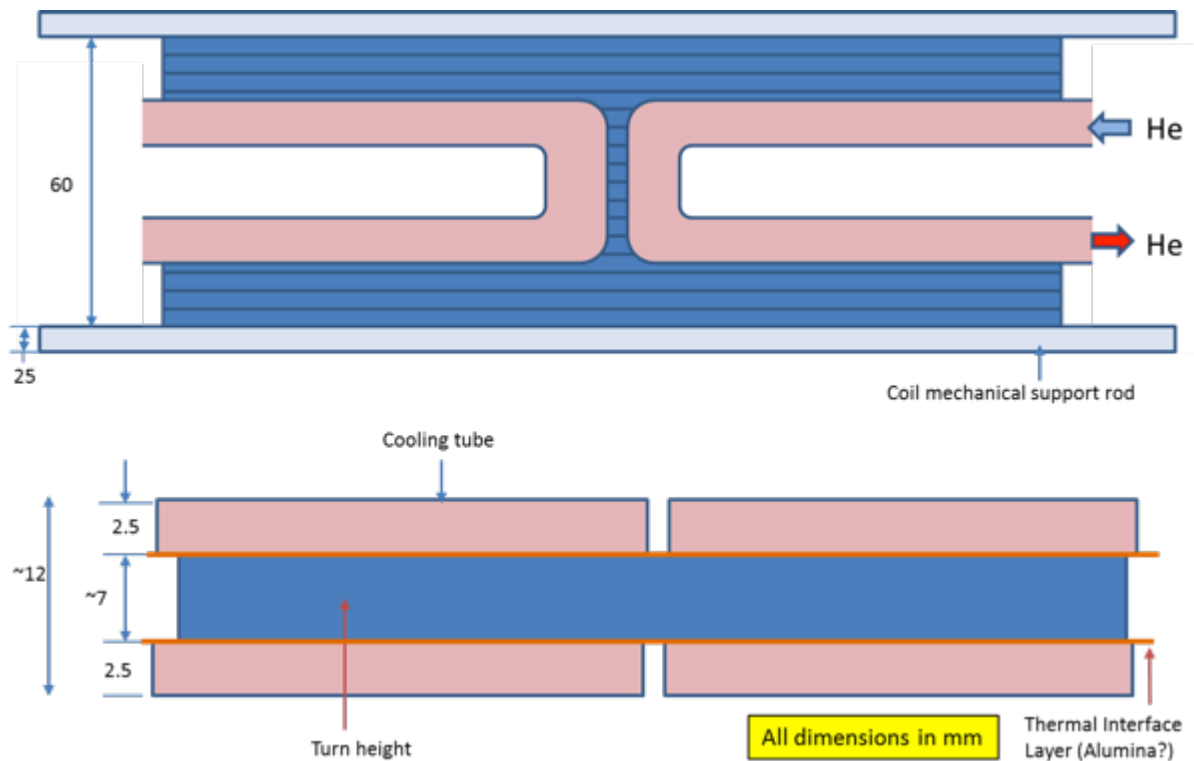 He
60
He
25
Coil mechanical support rod
Cooling tube
2.5
~12
~7
2.5
Turn height
All dimensions in mm
Thermal Interface
Layer (Alumina?)